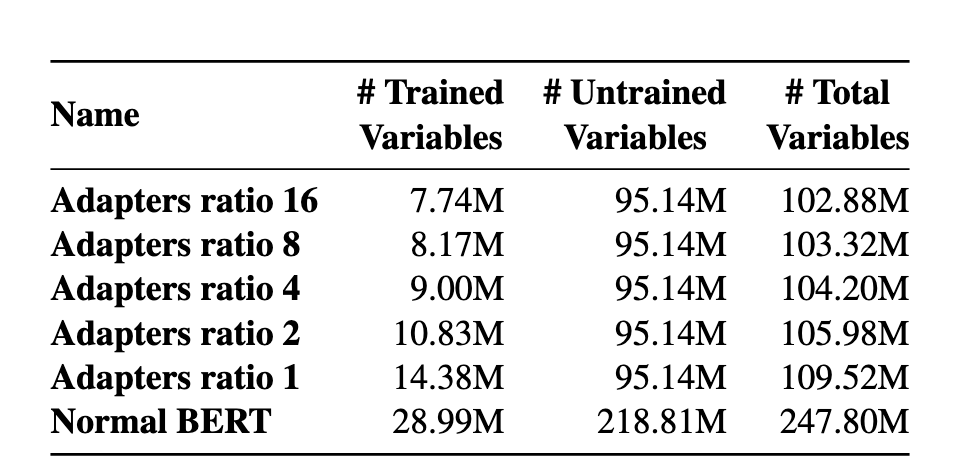 Name # Trained Variables # Untrained Variables # Total Variables
Adapters ratio 16 7.74M 95.14M 102.88M
Adapters ratio 8 8.17M 95.14M 103.32M
Adapters ratio 4 9.00M 95.14M 104.20M
Adapters ratio 2 10.83M 95.14M 105.98M
Adapters ratio 1 14.38M 95.14M 109.52M
Normal BERT 28.99M 218.81M 247.80M